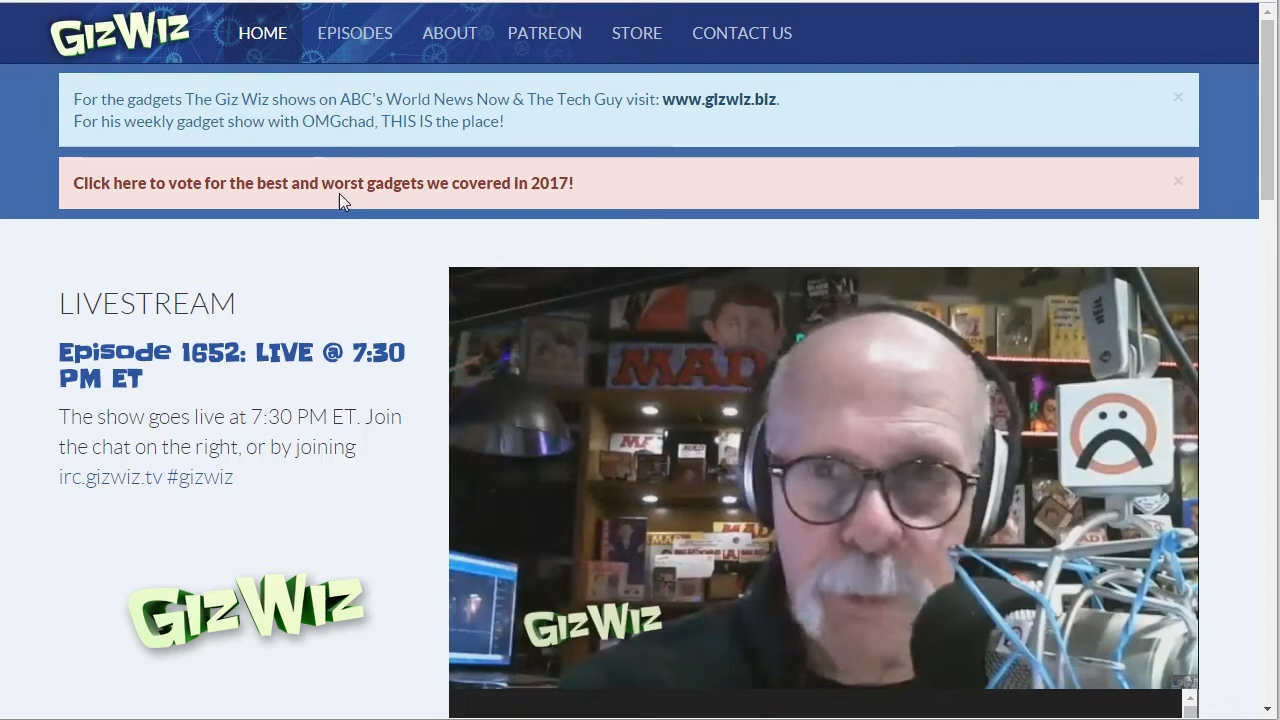 GizWiz
HOME EPISODES ABOUT PATREON STORE CONTACT US
For the gadgets The Giz Wiz shows on ABC's World News Now & The Tech Guy visit: www.gizwiz.biz.
For his weekly gadget show with OMGchad, THIS IS the place!
Click here to vote for the best and worst gadgets we covered in 2017!
LIVESTREAM
Episode 1652: LIVE @ 7:30
PM ET
The show goes live at 7:30 PM ET. Join
the chat on the right, or by joining
irc.gizwiz.tv #gizwiz
GizWiz
MAD
HEIL
MAD
GizWiz